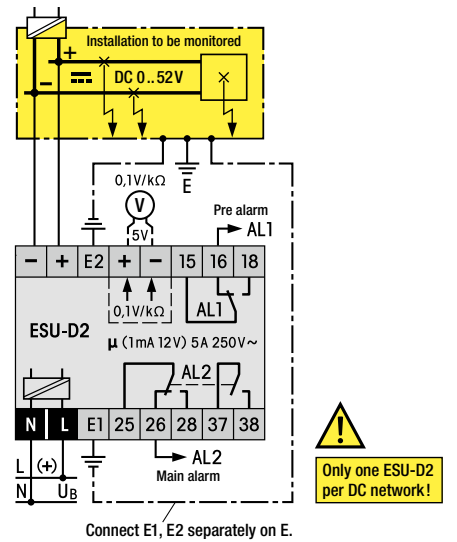 Installation to be monitored
+
−
DC 0..52V
E
0,1V/kΩ
V
5V
Pre alarm
AL1
− + E2 + − 15 16 18
0,1V/kΩ
AL1
ESU-D2
µ (1mA 12V) 5A 250V~
AL2
N L E1 25 26 28 37 38
L (+)
N UB
AL2
Main alarm
Only one ESU-D2
per DC network!
Connect E1, E2 separately on E.